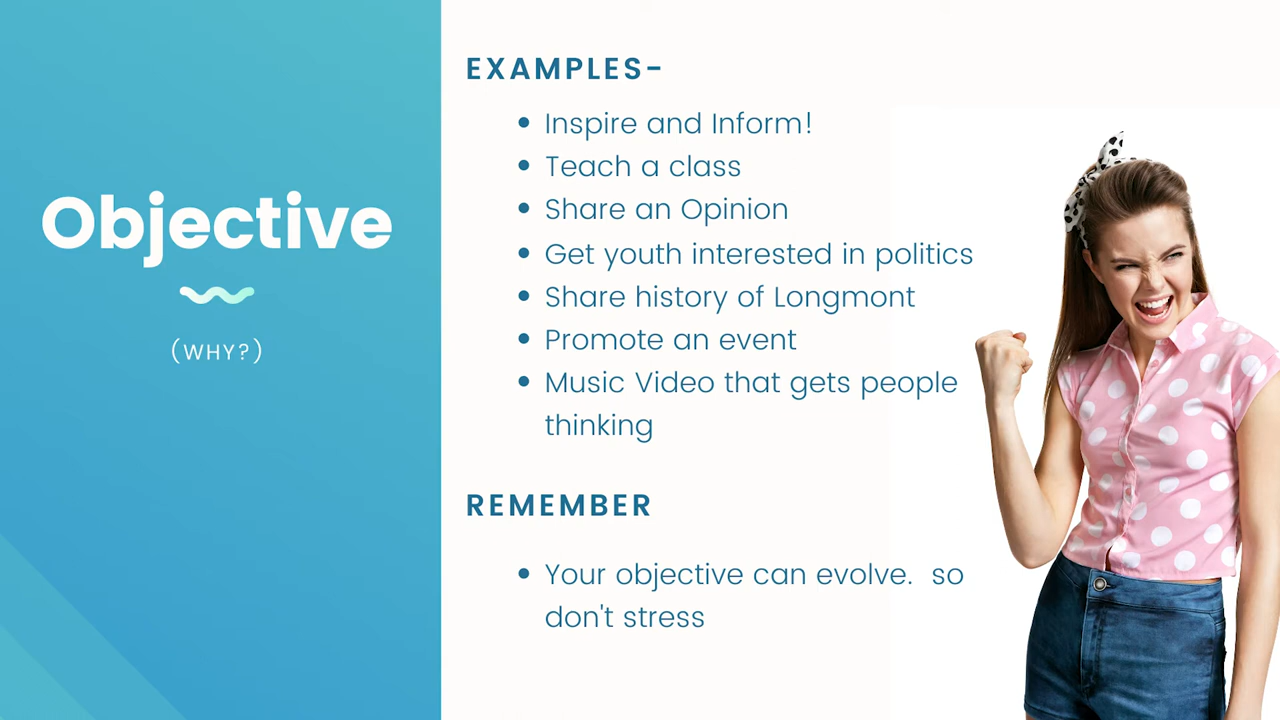 Objective
(WHY?)
EXAMPLES-
• Inspire and Inform!
• Teach a class
• Share an Opinion
• Get youth interested in politics
• Share history of Longmont
• Promote an event
• Music Video that gets people
thinking
REMEMBER
• Your objective can evolve.  so
don't stress